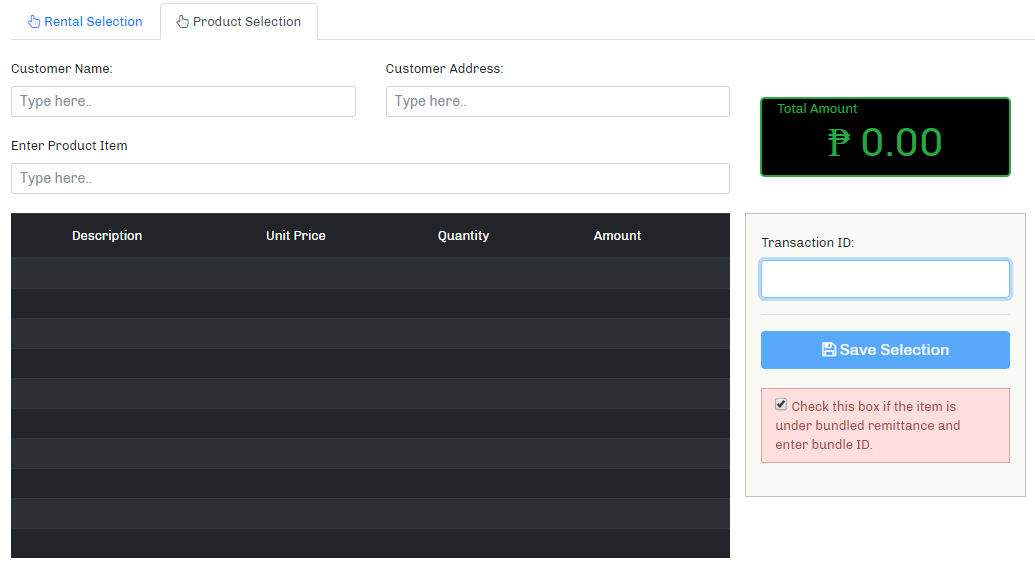 Rental Selection
Product Selection
Customer Name:
Customer Address:
Type here..
Type here..
Total Amount
₱ 0.00
Enter Product Item
Type here..
Description Unit Price Quantity Amount
Transaction ID:
Save Selection
Check this box if the item is
under bundled remittance and
enter bundle ID.